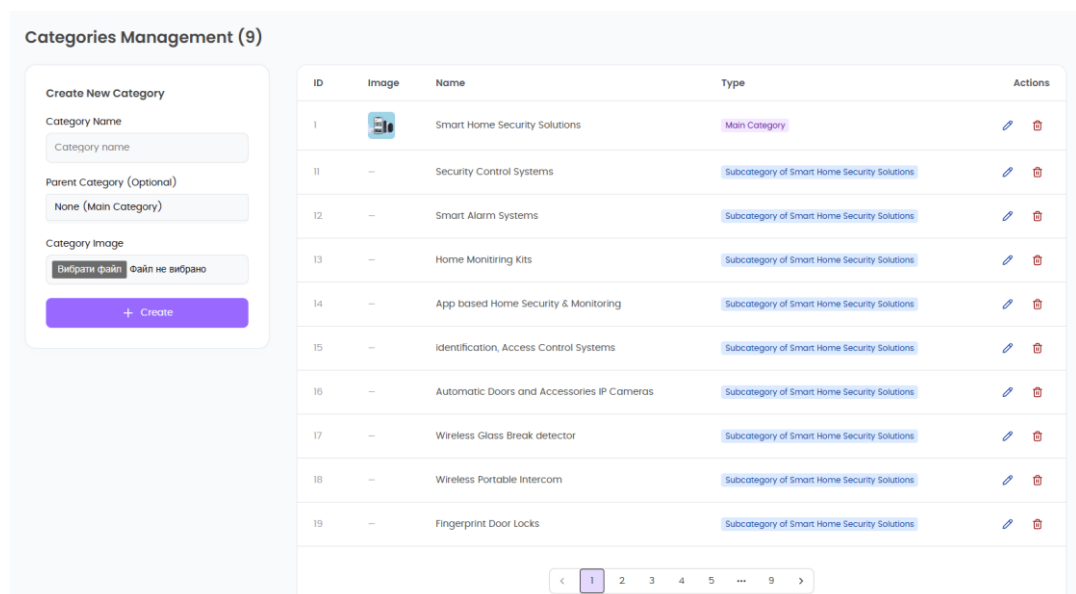 Categories Management (9)
Create New Category
Category Name
Category name
Parent Category (Optional)
None (Main Category)
Category Image
Вибрати файл Файл не вибрано
+ Create
ID Image Name Type Actions
1 Smart Home Security Solutions Main Category
11 — Security Control Systems Subcategory of Smart Home Security Solutions
12 — Smart Alarm Systems Subcategory of Smart Home Security Solutions
13 — Home Monitiring Kits Subcategory of Smart Home Security Solutions
14 — App based Home Security & Monitoring Subcategory of Smart Home Security Solutions
15 — identification, Access Control Systems Subcategory of Smart Home Security Solutions
16 — Automatic Doors and Accessories IP Cameras Subcategory of Smart Home Security Solutions
17 — Wireless Glass Break detector Subcategory of Smart Home Security Solutions
18 — Wireless Portable Intercom Subcategory of Smart Home Security Solutions
19 — Fingerprint Door Locks Subcategory of Smart Home Security Solutions
< 1 2 3 4 5 ••• 9 >